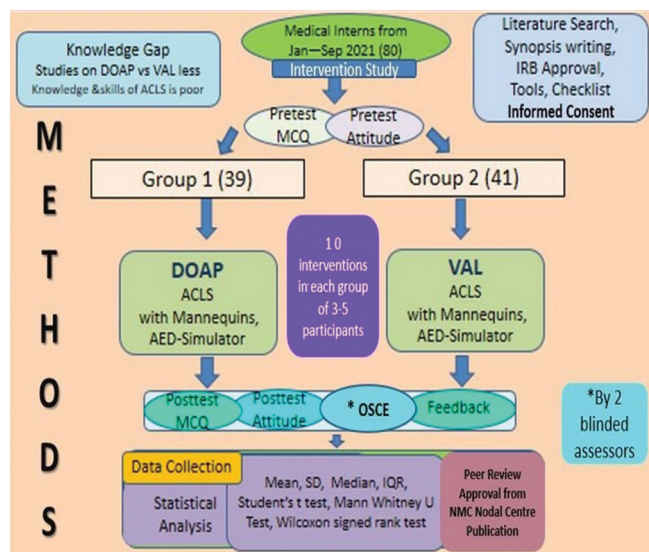 Knowledge Gap
Studies on DOAP vs VAL less
Knowledge &skills of ACLS is poor
Medical Interns from
Jan—Sep 2021 (80)
Intervention Study
Literature Search,
Synopsis writing,
IRB Approval,
Tools, Checklist
Informed Consent
METHODS
Pretest
MCQ
Pretest
Attitude
Group 1 (39)
Group 2 (41)
DOAP
ACLS
with Mannequins,
AED-Simulator
1 0
interventions
in each group
of 3-5
participants
VAL
ACLS
with Mannequins,
AED-Simulator
Posttest
MCQ
Posttest
Attitude
* OSCE
Feedback
*By 2
blinded
assessors
Data Collection
Statistical
Analysis
Mean, SD, Median, IQR,
Student's t test, Mann Whitney U
Test, Wilcoxon signed rank test
Peer Review
Approval from
NMC Nodal Centre
Publication